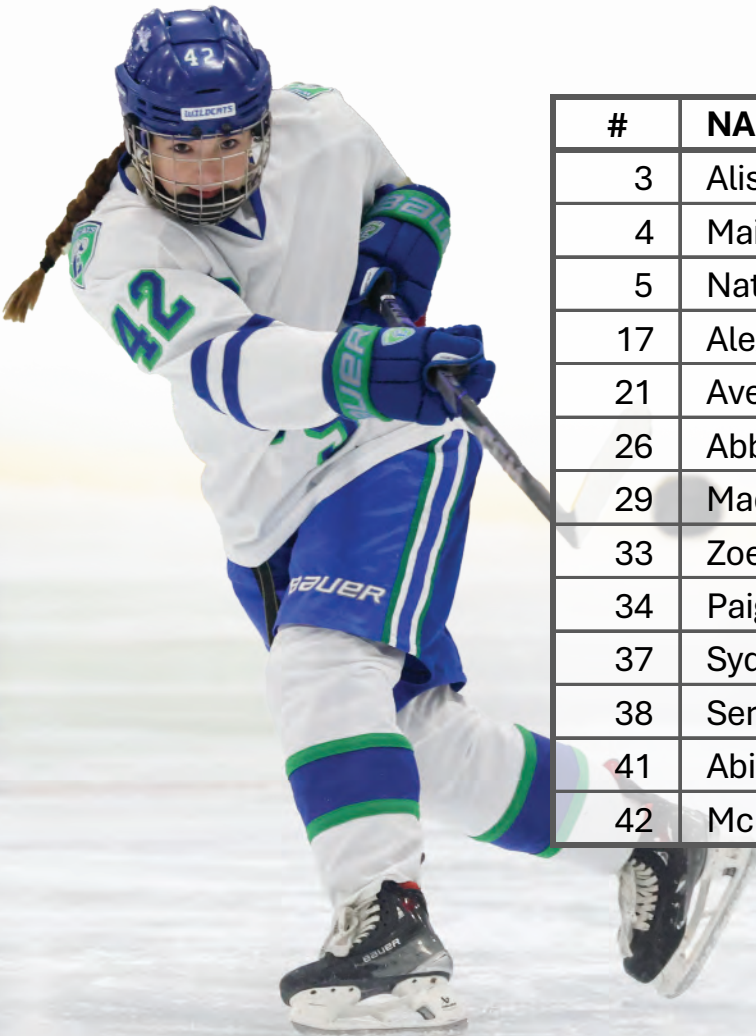 42
WILDCATS
42
BAUER
BAUER
BAUER
# NA
3 Alis
4 Mai
5 Nat
17 Ale
21 Ave
26 Abb
29 Mad
33 Zoe
34 Paig
37 Syd
38 Ser
41 Abi
42 Mc